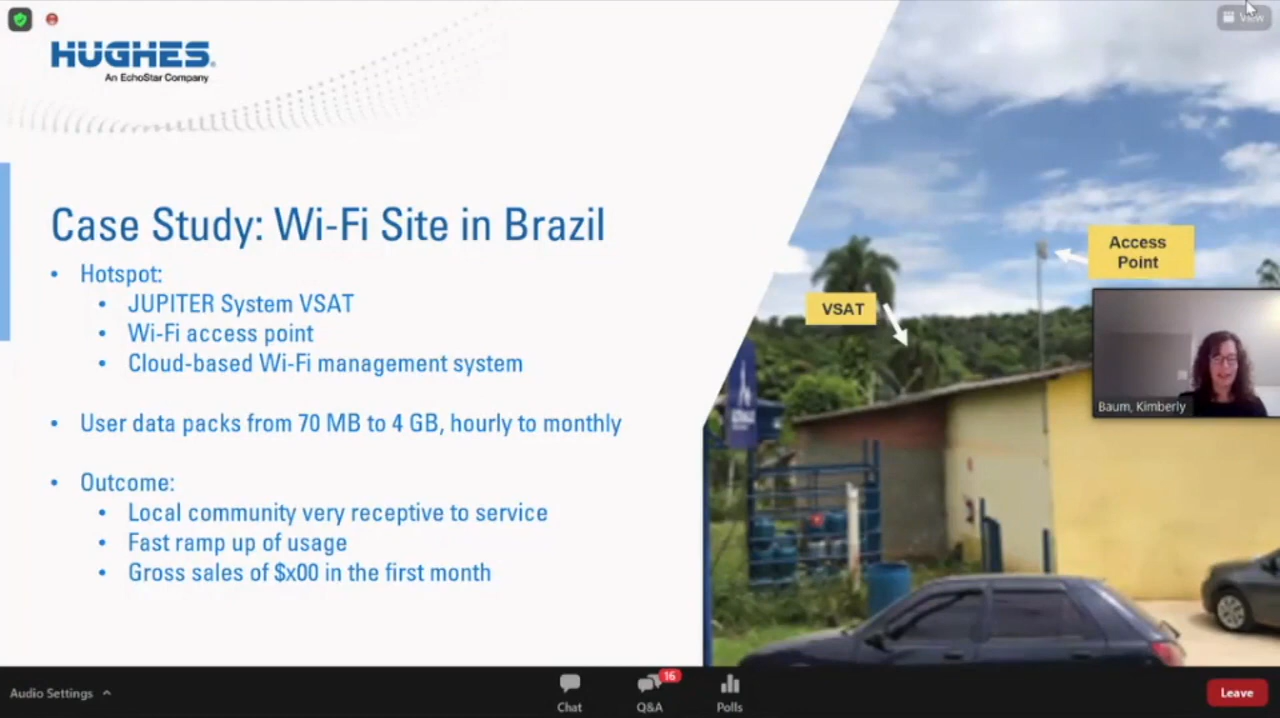 View
HUGHES®
An EchoStar Company
Case Study: Wi-Fi Site in Brazil
• Hotspot:
• JUPITER System VSAT
• Wi-Fi access point
• Cloud-based Wi-Fi management system
• User data packs from 70 MB to 4 GB, hourly to monthly
• Outcome:
• Local community very receptive to service
• Fast ramp up of usage
• Gross sales of $x00 in the first month
Access
Point
VSAT
Baum, Kimberly
Audio Settings
Chat
16
Q&A
Polls
Leave